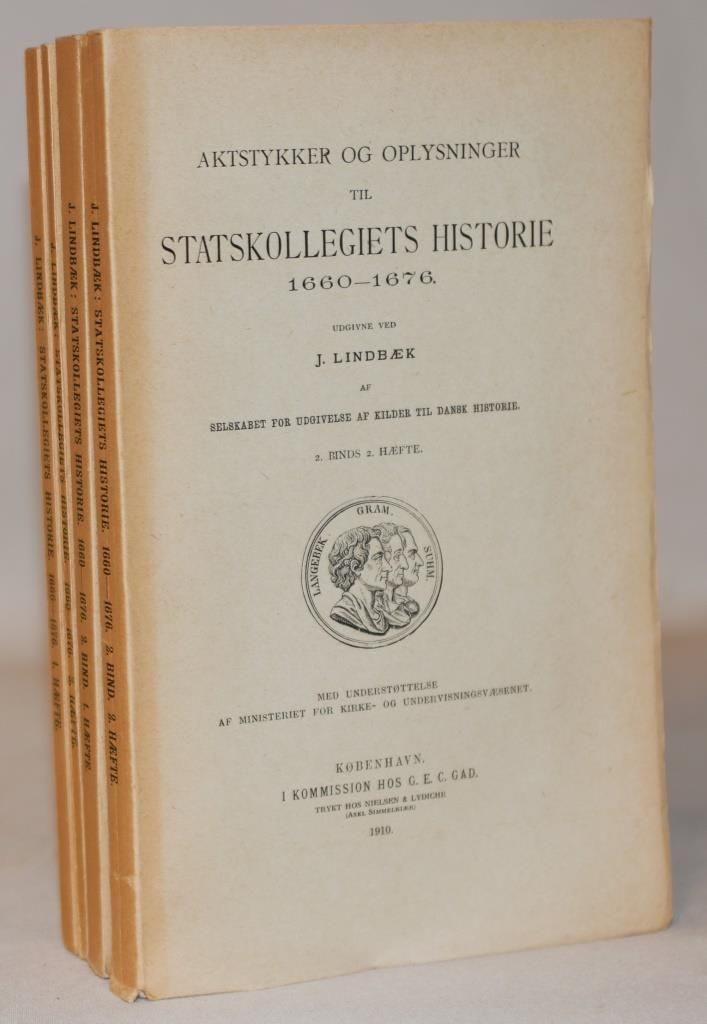 AKTSTYKKER OG OPLYSNINGER
TIL
STATSKOLLEGIETS HISTORIE
1660—1676.
UDGIVNE VED
J. LINDBÆK
AF
SELSKABET FOR UDGIVELSE AF KILDER TIL DANSK HISTORIE.
2. BINDS 2. HÆFTE.
LANGEBEK. GRAM. SUHM.
MED UNDERSTØTTELSE
AF MINISTERIET FOR KIRKE- OG UNDERVISNINGSVÆSENET.
KØBENHAVN.
I KOMMISSION HOS G. E. C. GAD.
TRYKT HOS NIELSEN & LYDICHE
(AXEL SIMMELKIÆR)
1910.
J. LINDBÆK: STATSKOLLEGIETS HISTORIE. 1660—1676. 2. BIND. 2. HÆFTE.
J. LINDBÆK: STATSKOLLEGIETS HISTORIE. 1660 1676. 2. BIND. 1. HÆFTE.
J. LINDBÆK: STATSKOLLEGIETS HISTORIE. 1660 1676. 2. HÆFTE.
J. LINDBÆK: STATSKOLLEGIETS HISTORIE. 1660—1676. 1. HÆFTE.